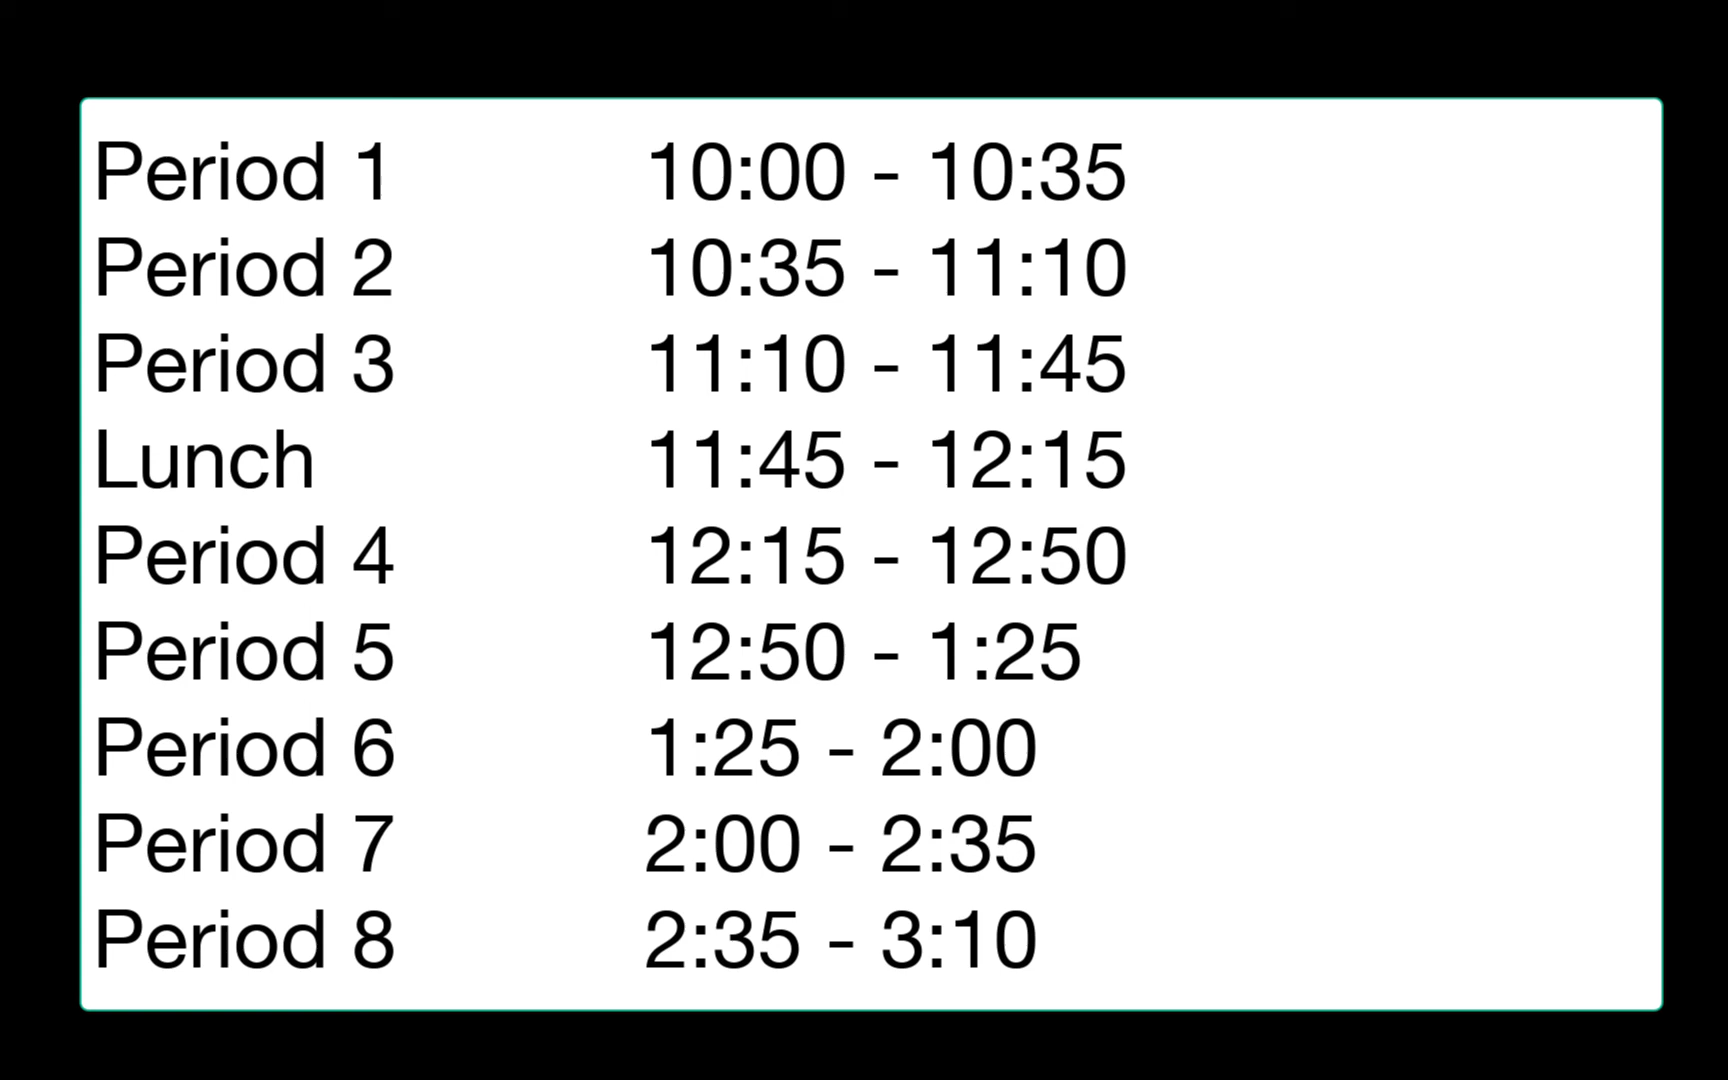 Period 1 10:00 - 10:35
Period 2 10:35 - 11:10
Period 3 11:10 - 11:45
Lunch 11:45 - 12:15
Period 4 12:15 - 12:50
Period 5 12:50 - 1:25
Period 6 1:25 - 2:00
Period 7 2:00 - 2:35
Period 8 2:35 - 3:10